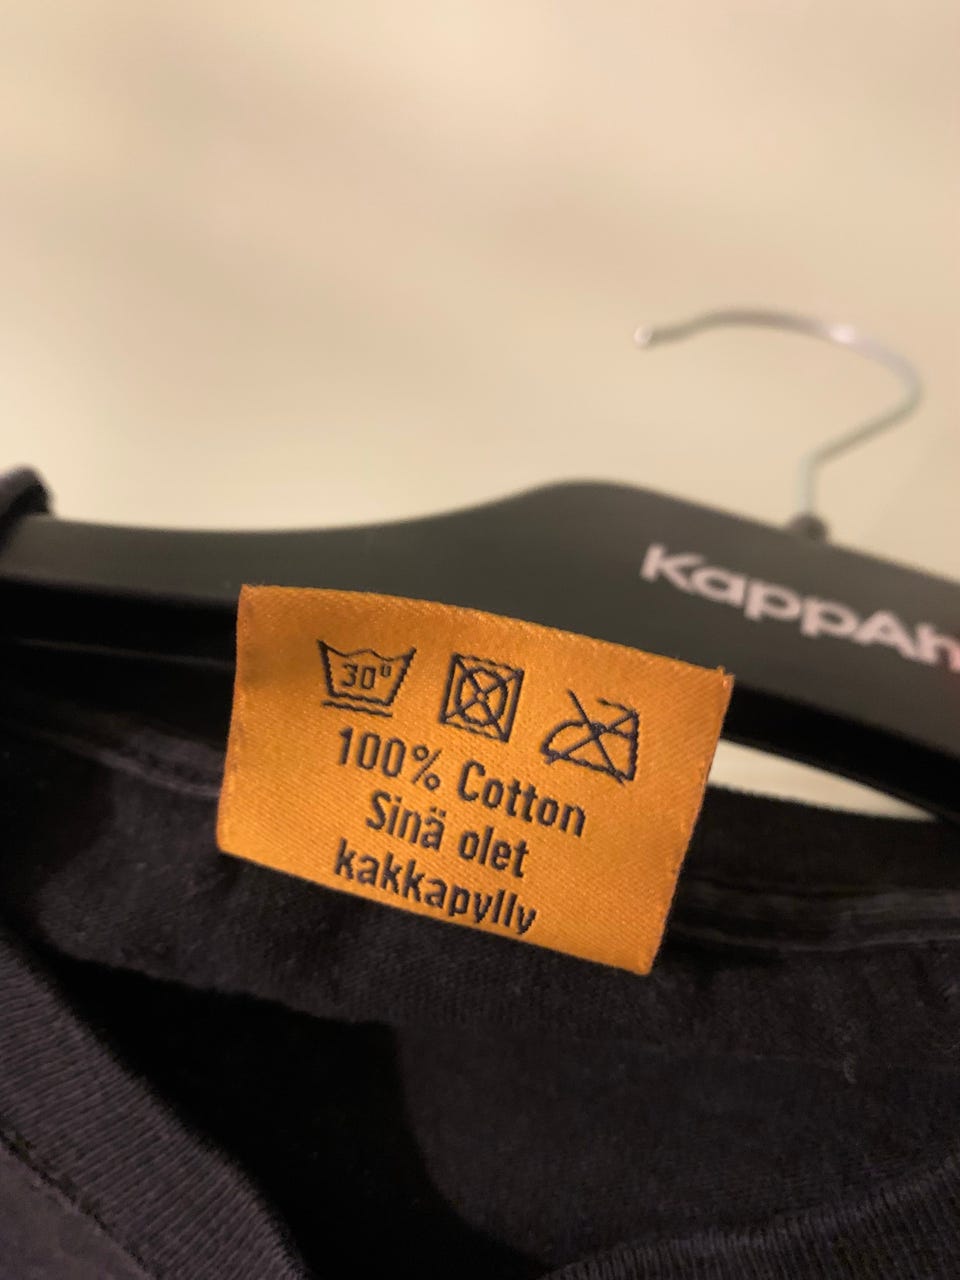 KappAh
30°
100% Cotton
Sinä olet
kakkapylly